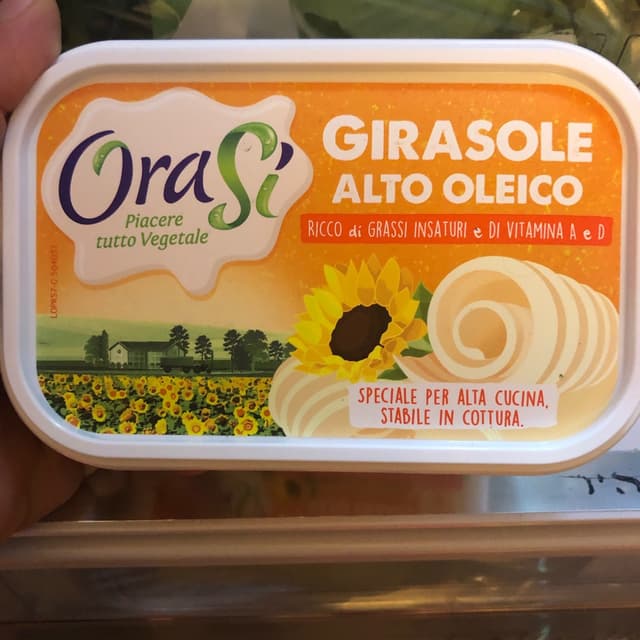 OraSì
Piacere
tutto Vegetale
GIRASOLE
ALTO OLEICO
RICCO di GRASSI INSATURI e DI VITAMINA A e D
SPECIALE PER ALTA CUCINA,
STABILE IN COTTURA.